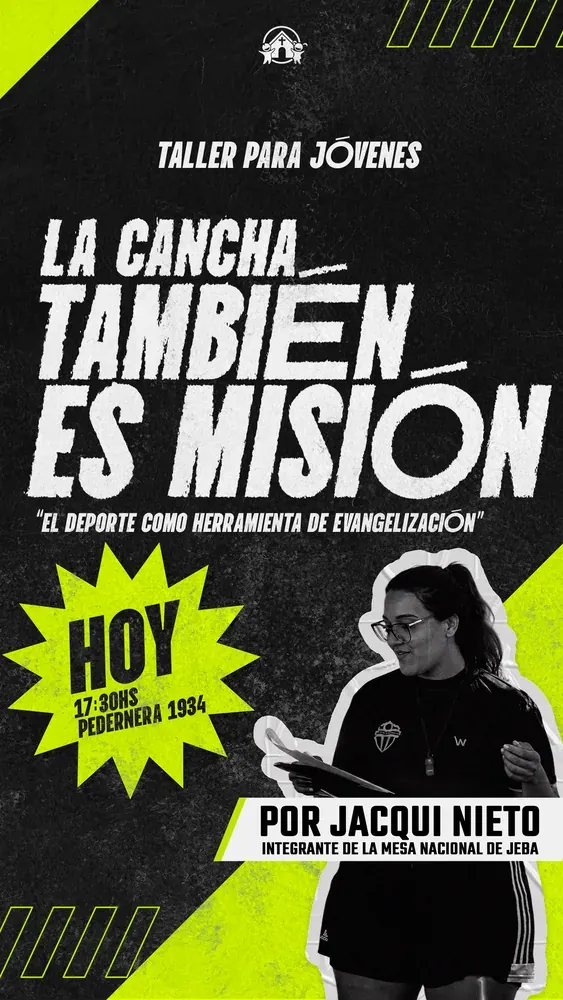 TALLER PARA JÓVENES
LA CANCHA
TAMBIÉN
ES MISIÓN
"EL DEPORTE COMO HERRAMIENTA DE EVANGELIZACIÓN"
HOY
17:30HS
PEDERNERA 1934
W
POR JACQUI NIETO
INTEGRANTE DE LA MESA NACIONAL DE JEBA